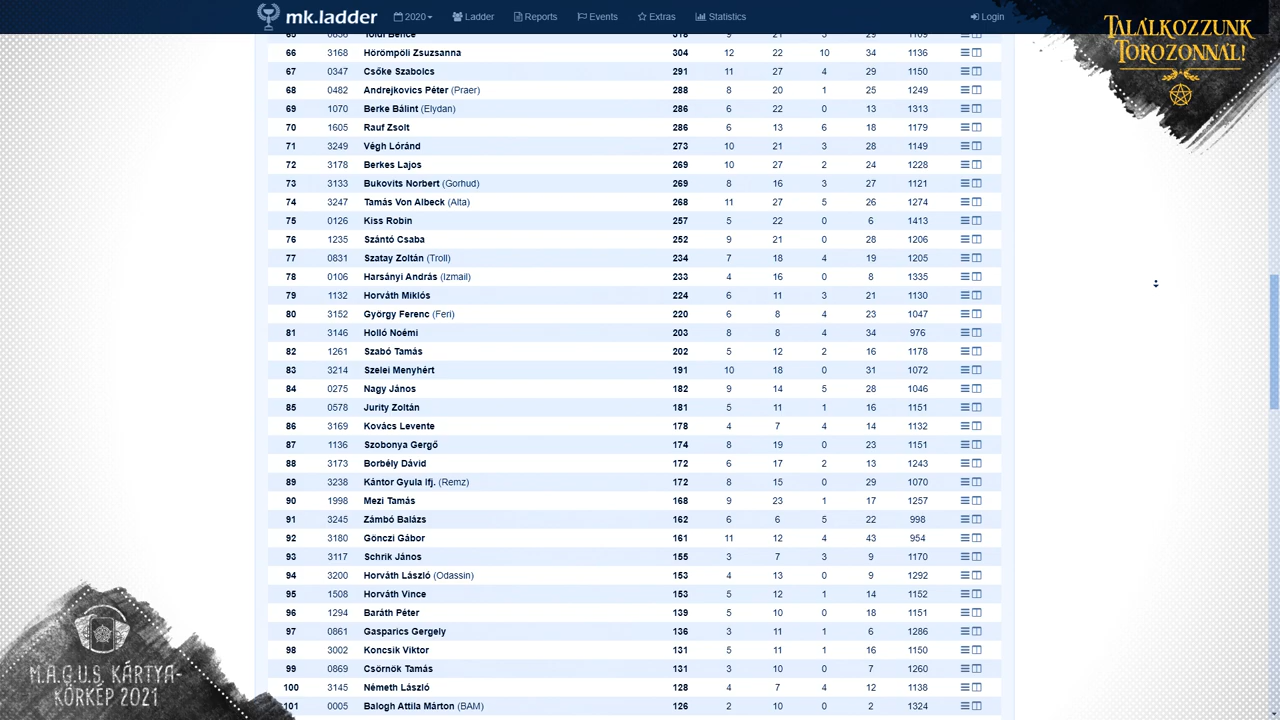 mk.ladder 2020 Ladder Reports Events Extras Statistics Login
TALÁLKOZZUNK
TOROZONNÁL!
65 0836 Toldi Bence 318 9 21 3 29 1109
66 3168 Hörömpöli Zsuzsanna 304 12 22 10 34 1136
67 0347 Csőke Szabolcs 291 11 27 4 29 1150
68 0482 Andrejkovics Péter (Prae) 288 8 20 1 25 1249
69 1070 Berke Bálint (Elydan) 286 6 22 0 13 1313
70 1605 Rauf Zsolt 286 6 13 6 18 1179
71 3249 Végh Lóránd 273 10 21 1 28 1149
72 3178 Berkes Lajos 269 10 27 2 24 1228
73 3133 Bukovits Norbert (Gorhud) 269 8 16 3 27 1121
74 3247 Tamás Von Albeck (Alta) 268 11 27 0 26 1274
75 0126 Kiss Robin 257 5 22 0 6 1413
76 1235 Szántó Csaba 252 9 21 1 28 1206
77 0831 Szatay Zoltán (Troll) 234 7 18 1 19 1205
78 0106 Harsányi András (Izmail) 233 4 16 0 8 1335
79 1132 Horváth Miklós 224 6 11 3 21 1130
80 3152 György Ferenc (Feri) 220 6 8 5 23 1047
81 3146 Holló Noémi 203 8 8 4 34 976
82 1261 Szabó Tamás 202 5 12 2 16 1178
83 3214 Szelei Menyhért 191 10 18 0 31 1072
84 0275 Nagy János 182 9 14 1 28 1046
85 0578 Jurity Zoltán 181 5 11 1 16 1151
86 3169 Kovács Levente 178 4 7 4 14 1132
87 1136 Szobonya Gergő 174 8 19 0 23 1151
88 3173 Borbély Dávid 172 6 17 2 13 1243
89 3238 Kántor Gyula Ifj. (Remz) 172 7 15 0 29 1070
90 1998 Mezi Tamás 168 9 23 1 17 1257
91 3245 Zámbó Balázs 162 6 6 5 22 998
92 3180 Gönczi Gábor 161 11 12 1 43 954
93 3117 Schrik János 155 3 7 3 9 1170
94 3200 Horváth László (Odassin) 153 4 13 0 9 1292
95 1508 Horváth Vince 153 5 12 1 14 1152
96 1294 Baráth Péter 139 5 10 0 18 1151
97 0861 Gasparics Gergely 136 3 11 0 6 1286
98 3002 Koncsik Viktor 131 5 11 1 16 1150
99 0869 Csörnök Tamás 131 3 10 0 7 1260
100 3145 Németh László 128 4 4 4 12 1138
101 0005 Balogh Attila Márton (BAM) 126 2 10 0 2 1324
M.A.G.U.S. KÁRTYA-
KÖRKÉP 2021